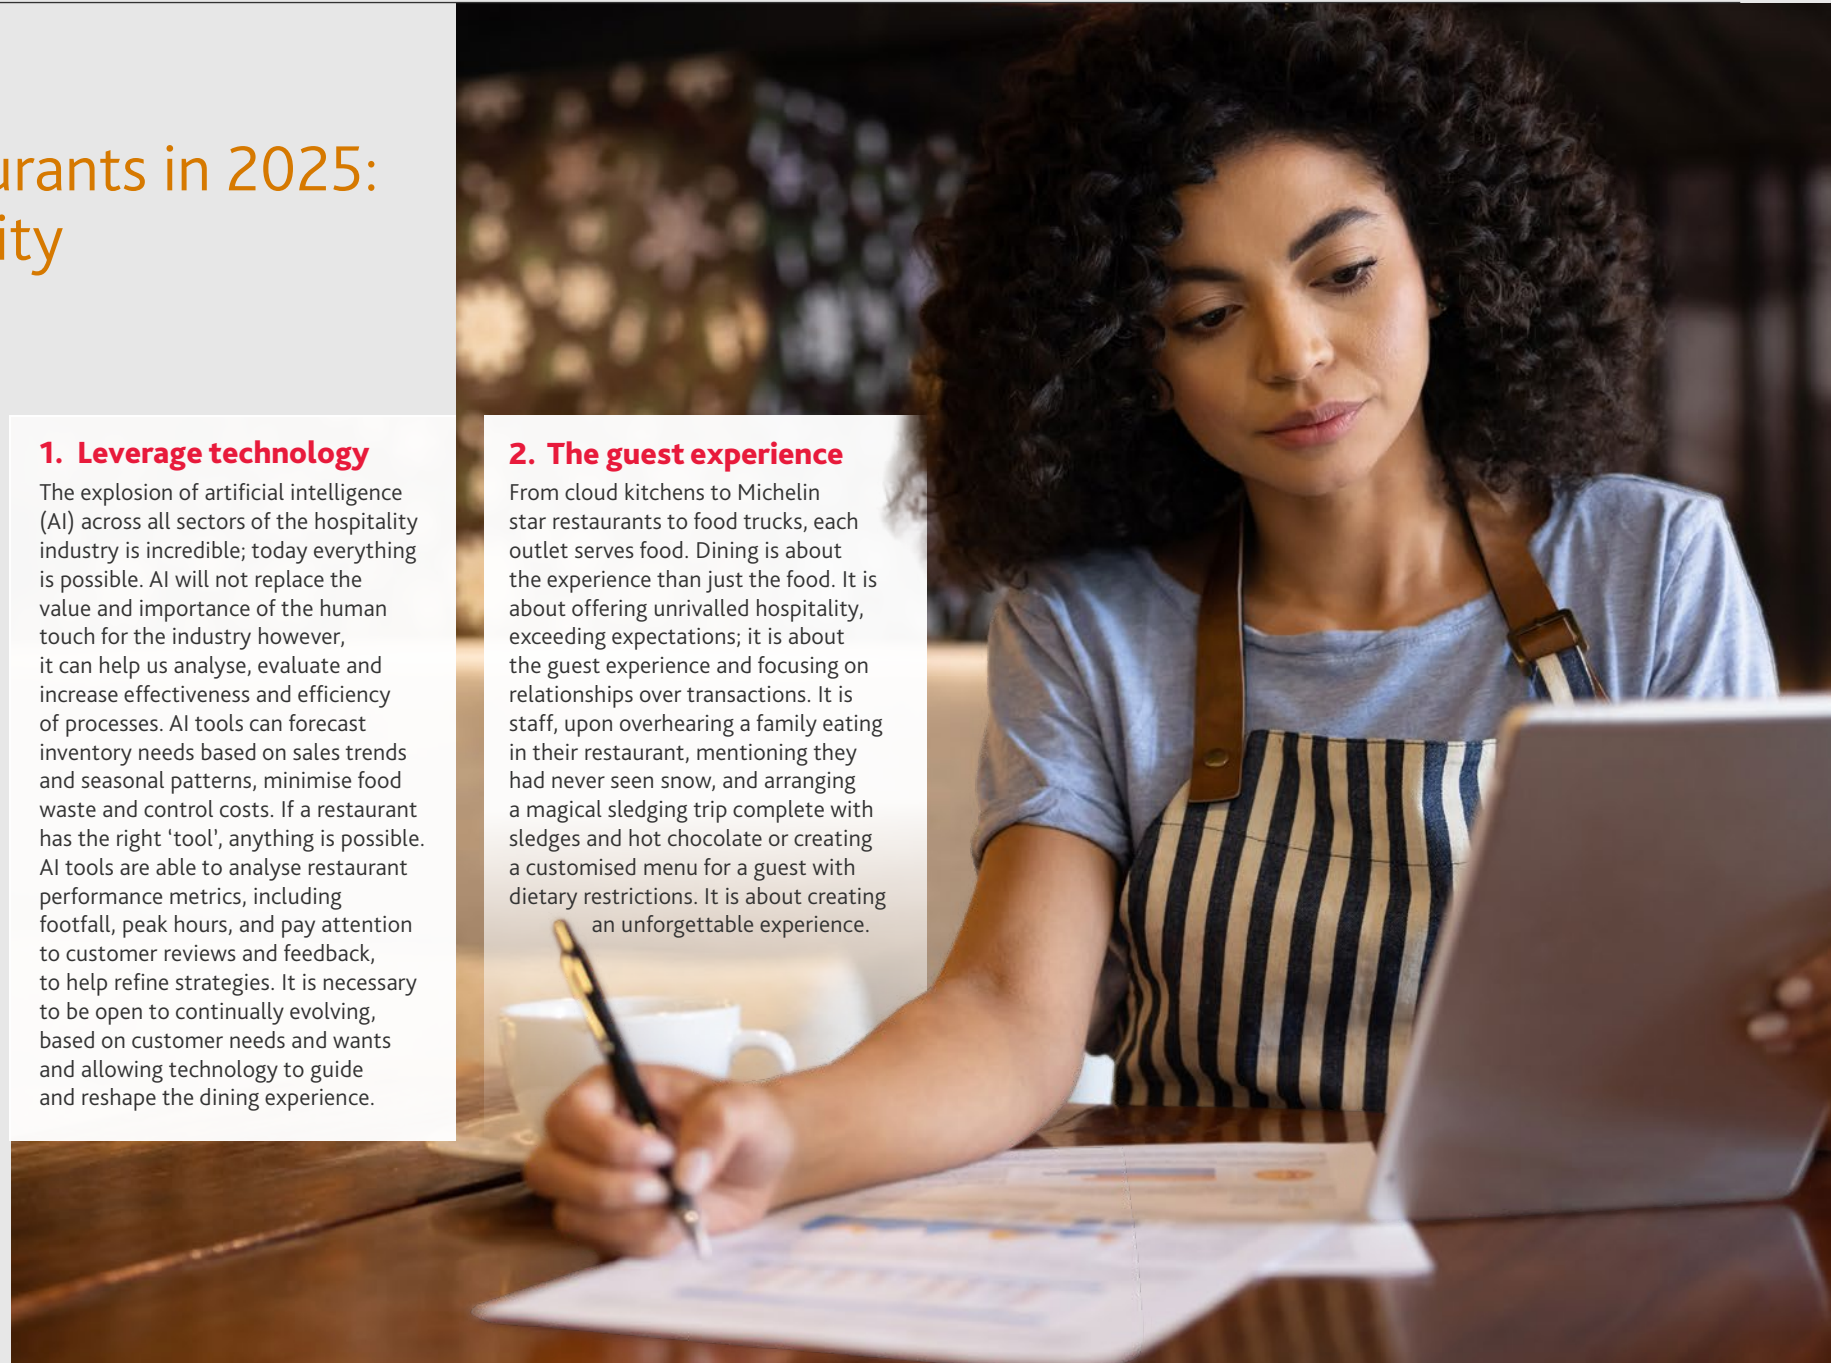 urants in 2025:
ity
1. Leverage technology
The explosion of artificial intelligence
(AI) across all sectors of the hospitality
industry is incredible; today everything
is possible. AI will not replace the
value and importance of the human
touch for the industry however,
it can help us analyse, evaluate and
increase effectiveness and efficiency
of processes. AI tools can forecast
inventory needs based on sales trends
and seasonal patterns, minimise food
waste and control costs. If a restaurant
has the right ‘tool’, anything is possible.
AI tools are able to analyse restaurant
performance metrics, including
footfall, peak hours, and pay attention
to customer reviews and feedback,
to help refine strategies. It is necessary
to be open to continually evolving,
based on customer needs and wants
and allowing technology to guide
and reshape the dining experience.
2. The guest experience
From cloud kitchens to Michelin
star restaurants to food trucks, each
outlet serves food. Dining is about
the experience than just the food. It is
about offering unrivalled hospitality,
exceeding expectations; it is about
the guest experience and focusing on
relationships over transactions. It is
staff, upon overhearing a family eating
in their restaurant, mentioning they
had never seen snow, and arranging
a magical sledging trip complete with
sledges and hot chocolate or creating
a customised menu for a guest with
dietary restrictions. It is about creating
an unforgettable experience.